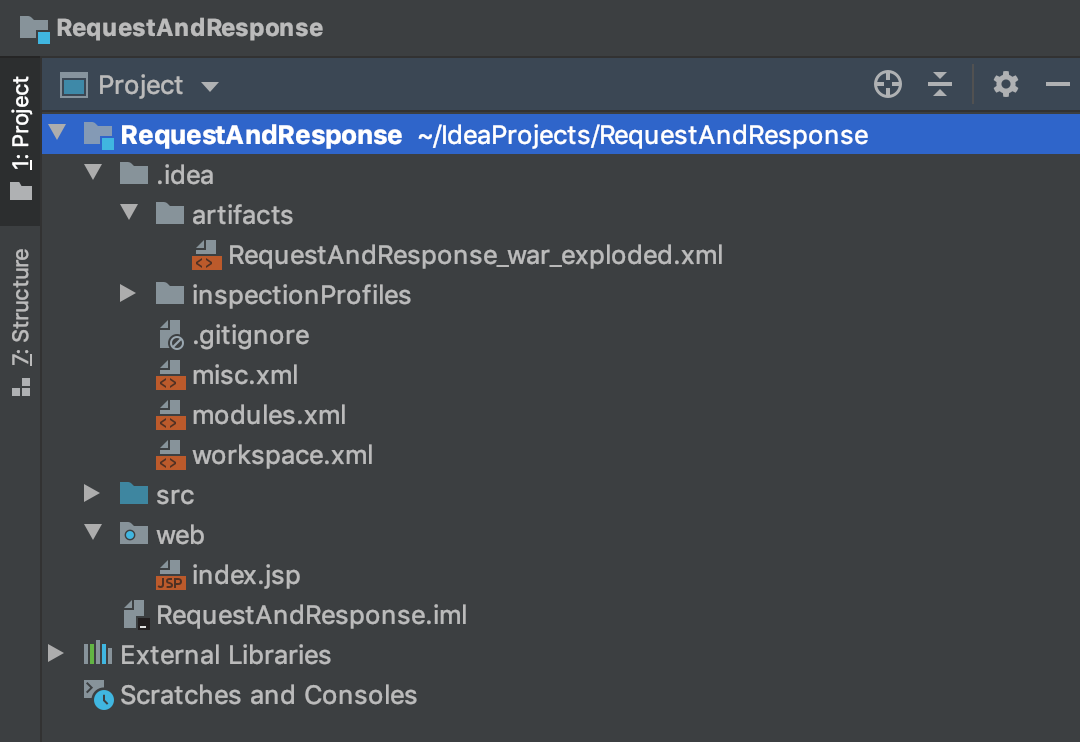 RequestAndResponse
1: Project
7: Structure
Project
RequestAndResponse ~/IdeaProjects/RequestAndResponse
.idea
artifacts
RequestAndResponse_war_exploded.xml
inspectionProfiles
.gitignore
misc.xml
modules.xml
workspace.xml
src
web
JSP index.jsp
RequestAndResponse.iml
External Libraries
Scratches and Consoles